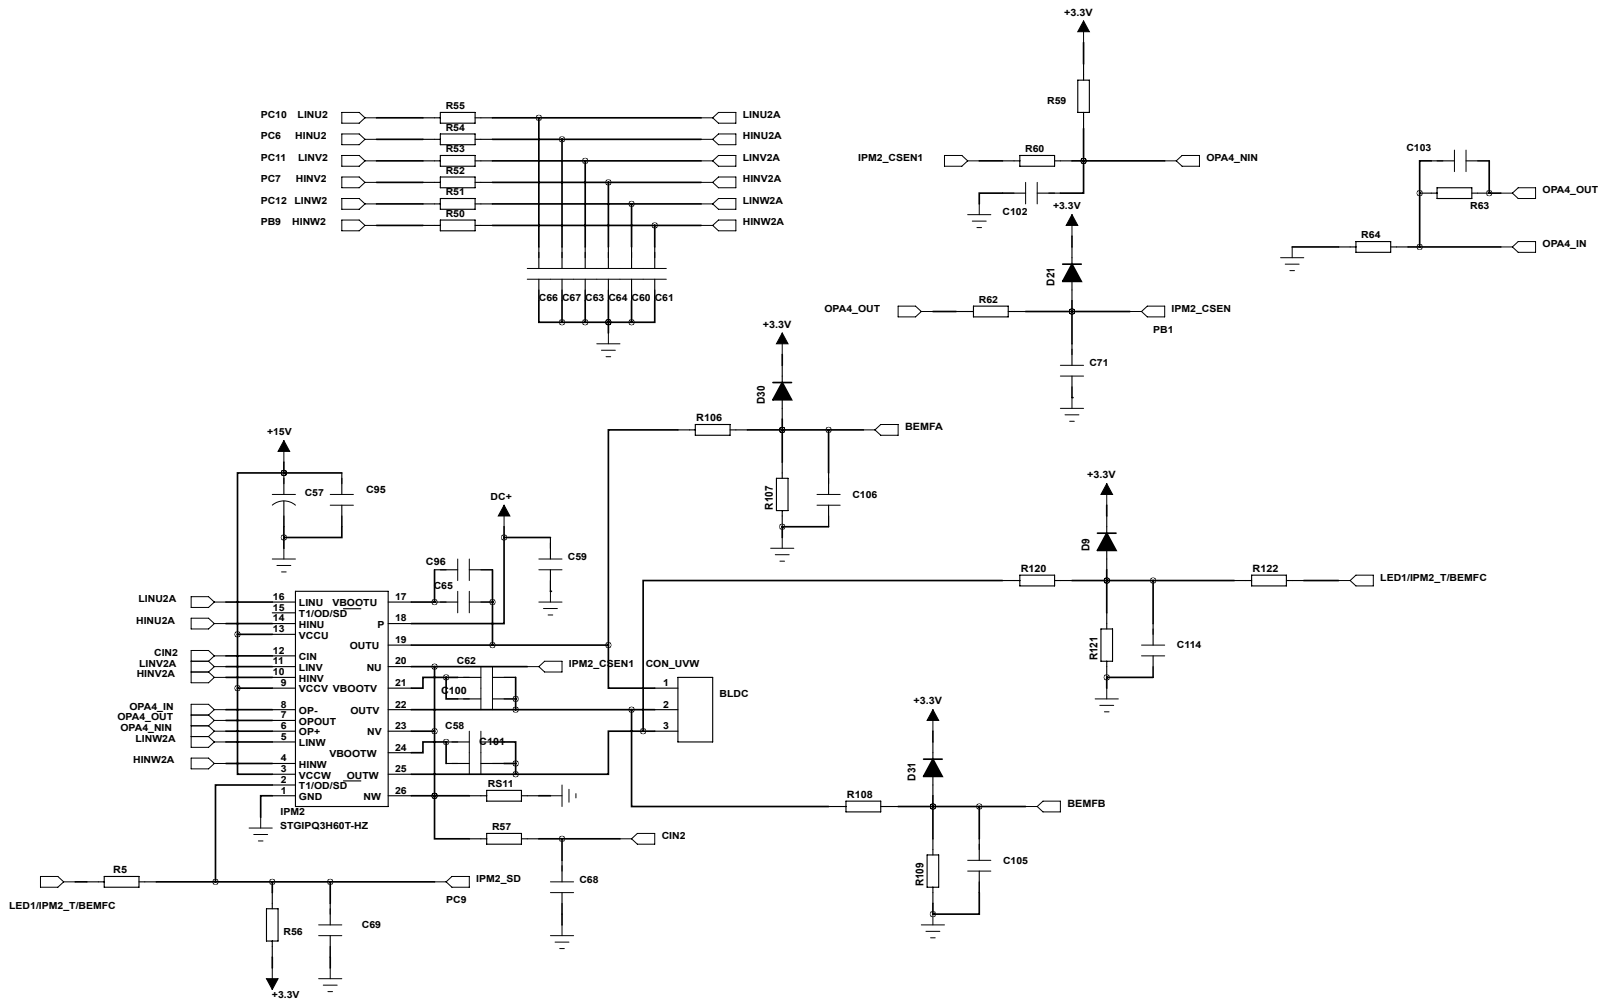 +3.3V
R59
IPM2_CSEN1
R60
OPA4_NIN
C102
+3.3V
C103
R63
OPA4_OUT
R64
OPA4_IN
D21
OPA4_OUT
R62
IPM2_CSEN
PB1
C71
PC10 LINU2
R55
LINU2A
PC6 HINU2
R54
HINU2A
PC11 LINV2
R53
LINV2A
PC7 HINV2
R52
HINV2A
PC12 LINW2
R51
LINW2A
PB9 HINW2
R50
HINW2A
C66
C67
C63
C64
C60
C61
+3.3V
D30
R106
BEMFA
R107
C106
+15V
C57
C95
DC+
C59
C96
C65
+3.3V
D9
R120
R122
LED1/IPM2_T/BEMFC
R121
C114
LINU2A
16
LINU
VBOOTU
17
15
T1/OD/SD
HINU2A
14
HINU
P
18
13
VCCU
OUTU
19
CIN2
12
CIN
NU
20
C62
IPM2_CSEN1
CON_UVW
LINV2A
11
LINV
HINV2A
10
HINV
VBOOTV
21
C100
9
VCCV
1
BLDC
OPA4_IN
8
OP-
OUTV
22
2
OPA4_OUT
7
OPOUT
OPA4_NIN
6
OP+
NV
23
C58
3
LINW2A
5
LINW
VBOOTW
24
C101
HINW2A
4
HINW
3
VCCW
OUTW
25
2
T1/OD/SD
1
GND
NW
26
RS11
IPM2
STGIPQ3H60T-HZ
R57
CIN2
C68
+3.3V
D31
R108
BEMFB
R109
C105
R5
IPM2_SD
PC9
LED1/IPM2_T/BEMFC
R56
C69
+3.3V